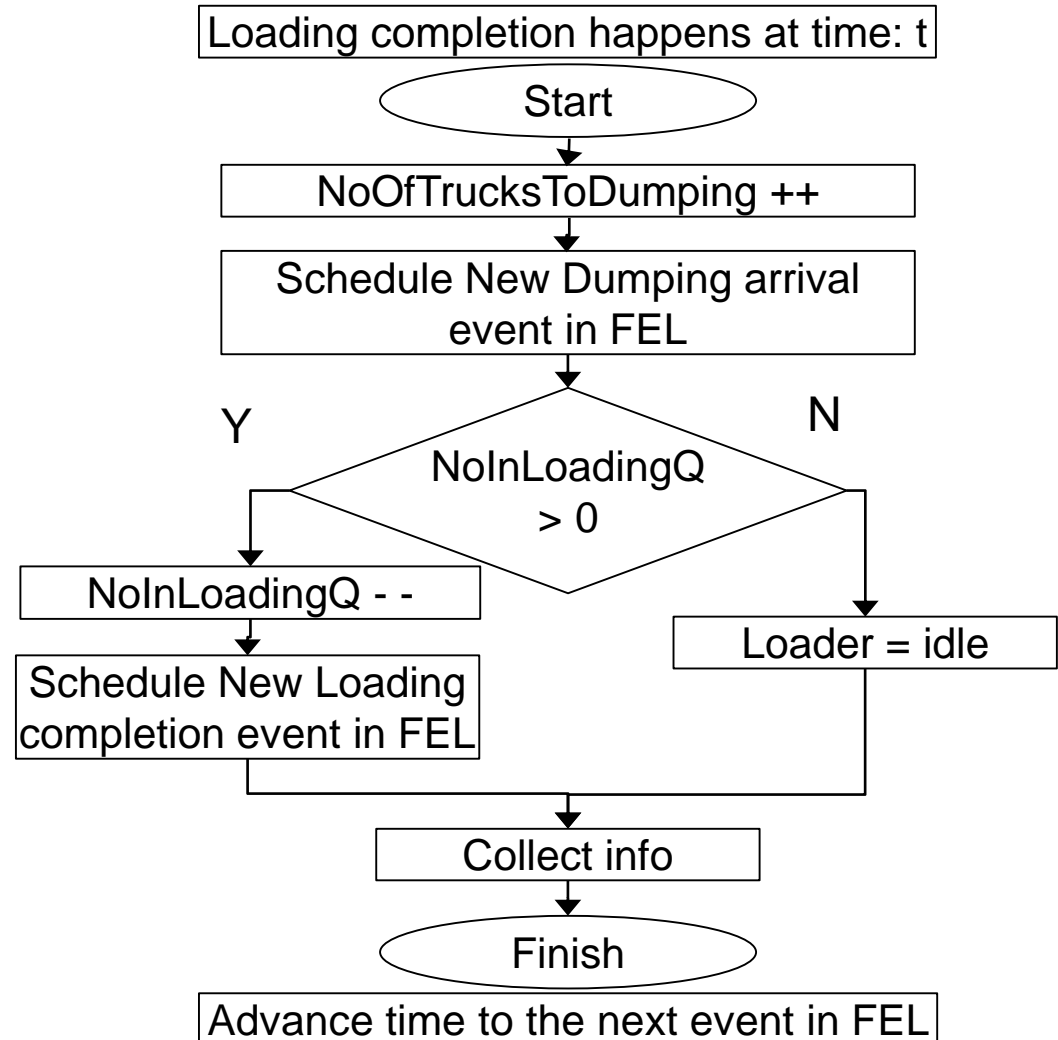 Loading completion happens at time: t
Start
NoOfTrucksToDumping ++
Schedule New Dumping arrival
event in FEL
Y
N
NoInLoadingQ
> 0
NoInLoadingQ - -
Loader = idle
Schedule New Loading
completion event in FEL
Collect info
Finish
Advance time to the next event in FEL